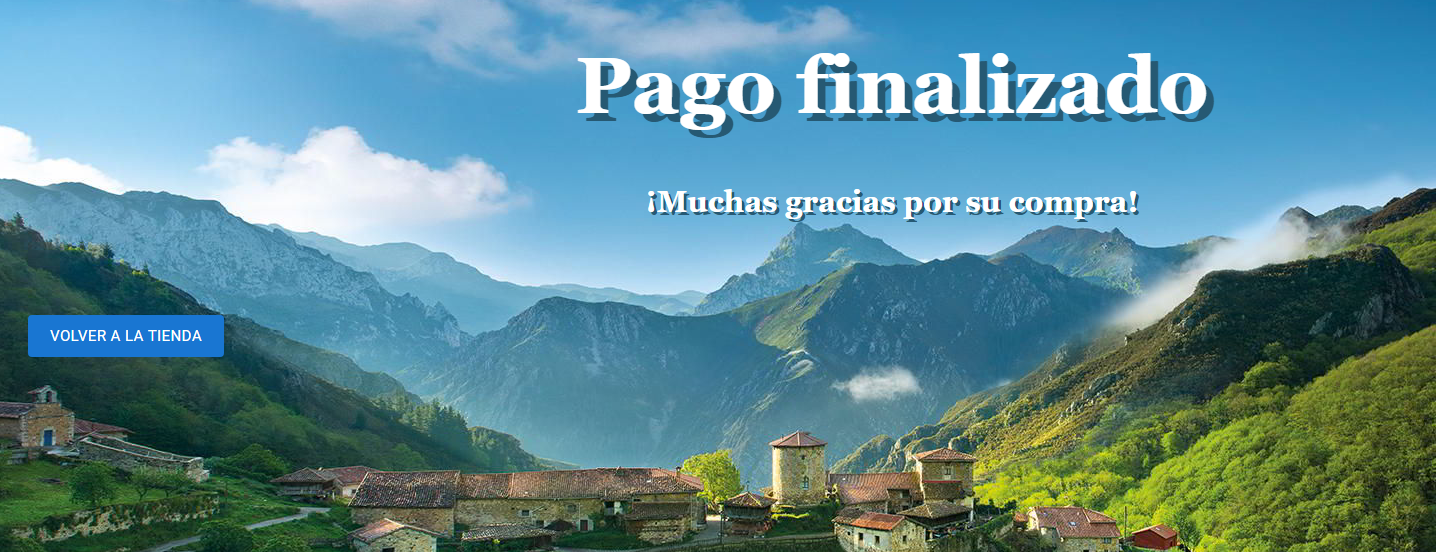 Pago finalizado
¡Muchas gracias por su compra!
VOLVER A LA TIENDA